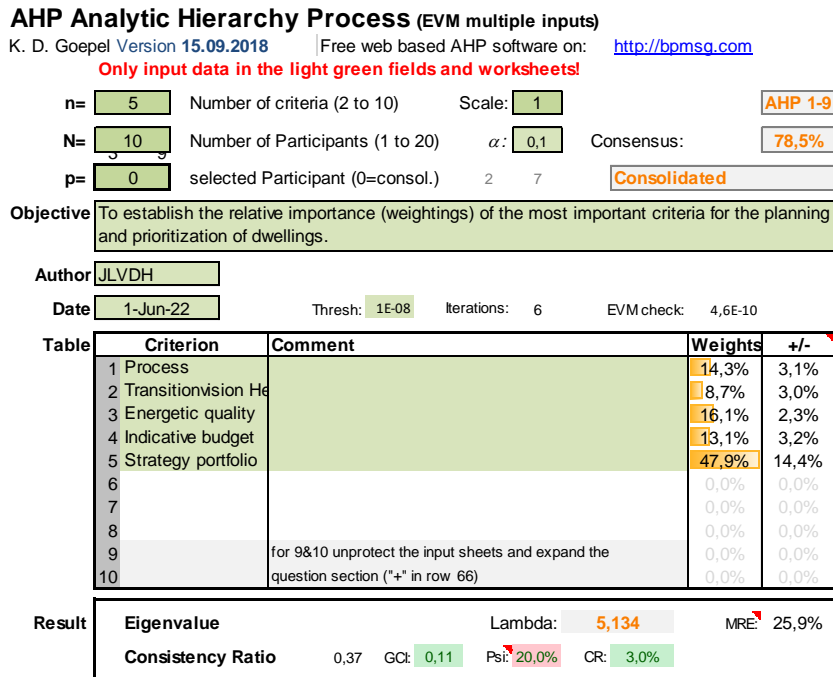 AHP Analytic Hierarchy Process (EVM multiple inputs)
K. D. Goepel Version 15.09.2018 Free web based AHP software on: http://bpmsg.com
Only input data in the light green fields and worksheets!
n= 5 Number of criteria (2 to 10) Scale: 1 AHP 1-9
N= 10 Number of Participants (1 to 20) α: 0,1 Consensus: 78,5%
p= 0 selected Participant (0=consol.) 2 7 Consolidated
Objective To establish the relative importance (weightings) of the most important criteria for the planning
and prioritization of dwellings.
Author JLVDH
Date 1-Jun-22 Thresh: 1E-08 Iterations: 6 EVM check: 4,6E-10
Table Criterion Comment Weights +/-
1 Process 14,3% 3,1%
2 Transitionvision He 8,7% 3,0%
3 Energetic quality 16,1% 2,3%
4 Indicative budget 13,1% 3,2%
5 Strategy portfolio 47,9% 14,4%
6 0,0% 0,0%
7 0,0% 0,0%
8 0,0% 0,0%
9 for 9&10 unprotect the input sheets and expand the 0,0% 0,0%
10 question section ("+" in row 66) 0,0% 0,0%
Result Eigenvalue Lambda: 5,134 MRE: 25,9%
Consistency Ratio 0,37 GCI: 0,11 Psi: 20,0% CR: 3,0%